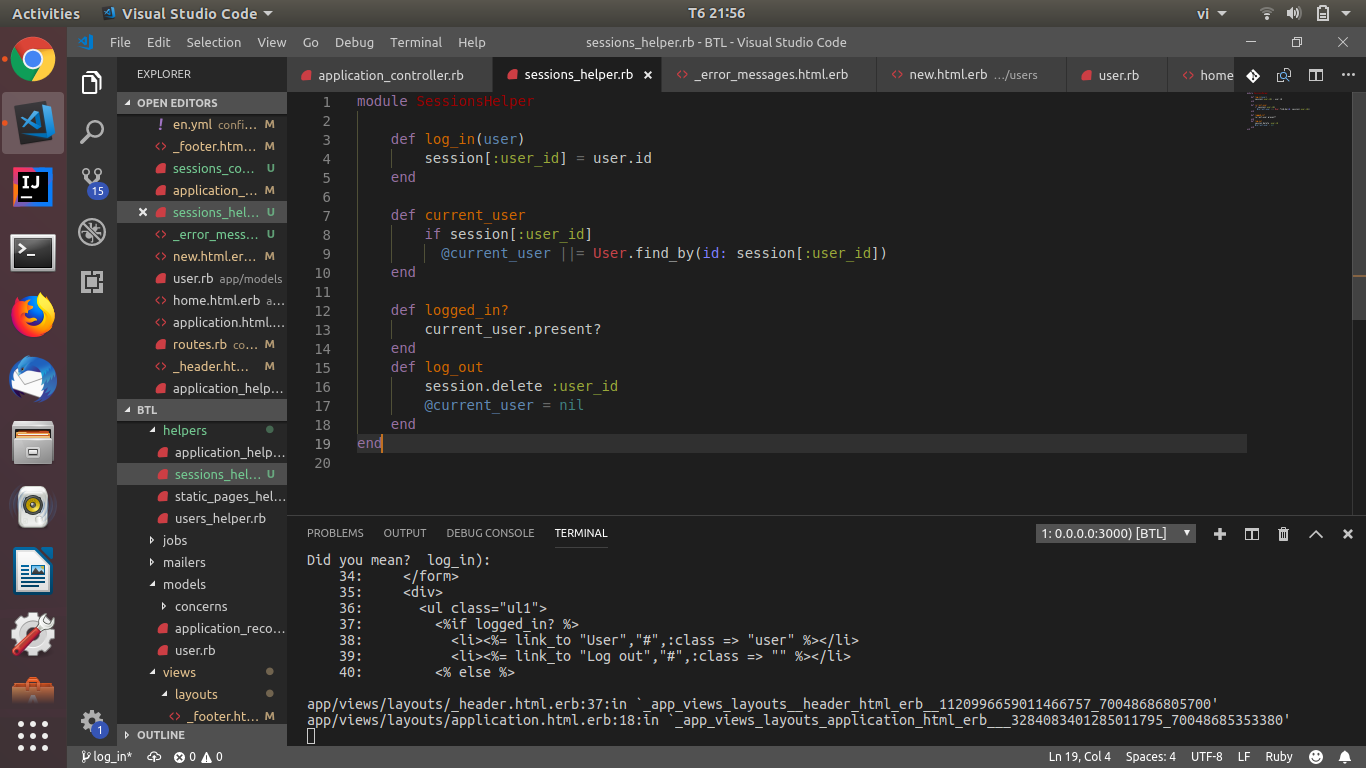 Activities Visual Studio Code T6 21:56 vi
File Edit Selection View Go Debug Terminal Help sessions_helper.rb - BTL - Visual Studio Code
EXPLORER
application_controller.rb sessions_helper.rb _error_messages.html.erb new.html.erb …/users user.rb home
OPEN EDITORS
! en.yml confi... M
_footer.htm... M
sessions_co... U
application_... M
sessions_hel... U
_error_mess... U
new.html.er... M
user.rb app/models
home.html.erb a...
application.html....
routes.rb co... M
_header.ht... M
application_help...
BTL
helpers
application_help...
sessions_hel... U
static_pages_hel...
users_helper.rb
jobs
mailers
models
concerns
application_reco...
user.rb
views
layouts
_footer.ht... M
OUTLINE
15
1
IJ
1 module SessionsHelper
2
3 def log_in(user)
4 session[:user_id] = user.id
5 end
6
7 def current_user
8 if session[:user_id]
9 @current_user ||= User.find_by(id: session[:user_id])
10 end
11
12 def logged_in?
13 current_user.present?
14 end
15 def log_out
16 session.delete :user_id
17 @current_user = nil
18 end
19 end
20
PROBLEMS OUTPUT DEBUG CONSOLE TERMINAL 1: 0.0.0.0:3000) [BTL]
Did you mean? log_in):
34: </form>
35: <div>
36: <ul class="ul1">
37: <%if logged_in? %>
38: <li><%= link_to "User","#",:class => "user" %></li>
39: <li><%= link_to "Log out","#",:class => "" %></li>
40: <% else %>
app/views/layouts/_header.html.erb:37:in `_app_views_layouts__header_html_erb__1120996659011466757_70048686805700'
app/views/layouts/application.html.erb:18:in `_app_views_layouts_application_html_erb___3284083401285011795_70048685353380'
log_in* 0 0 Ln 19, Col 4 Spaces: 4 UTF-8 LF Ruby